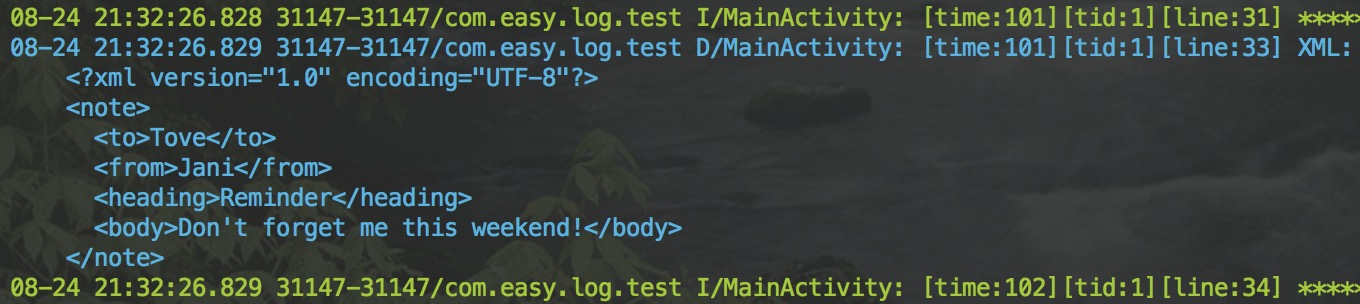 08-24 21:32:26.828 31147-31147/com.easy.log.test I/MainActivity: [time:101][tid:1][line:31] ****
08-24 21:32:26.829 31147-31147/com.easy.log.test D/MainActivity: [time:101][tid:1][line:33] XML:
    <?xml version="1.0" encoding="UTF-8"?>
    <note>
      <to>Tove</to>
      <from>Jani</from>
      <heading>Reminder</heading>
      <body>Don't forget me this weekend!</body>
    </note>
08-24 21:32:26.829 31147-31147/com.easy.log.test I/MainActivity: [time:102][tid:1][line:34] ****